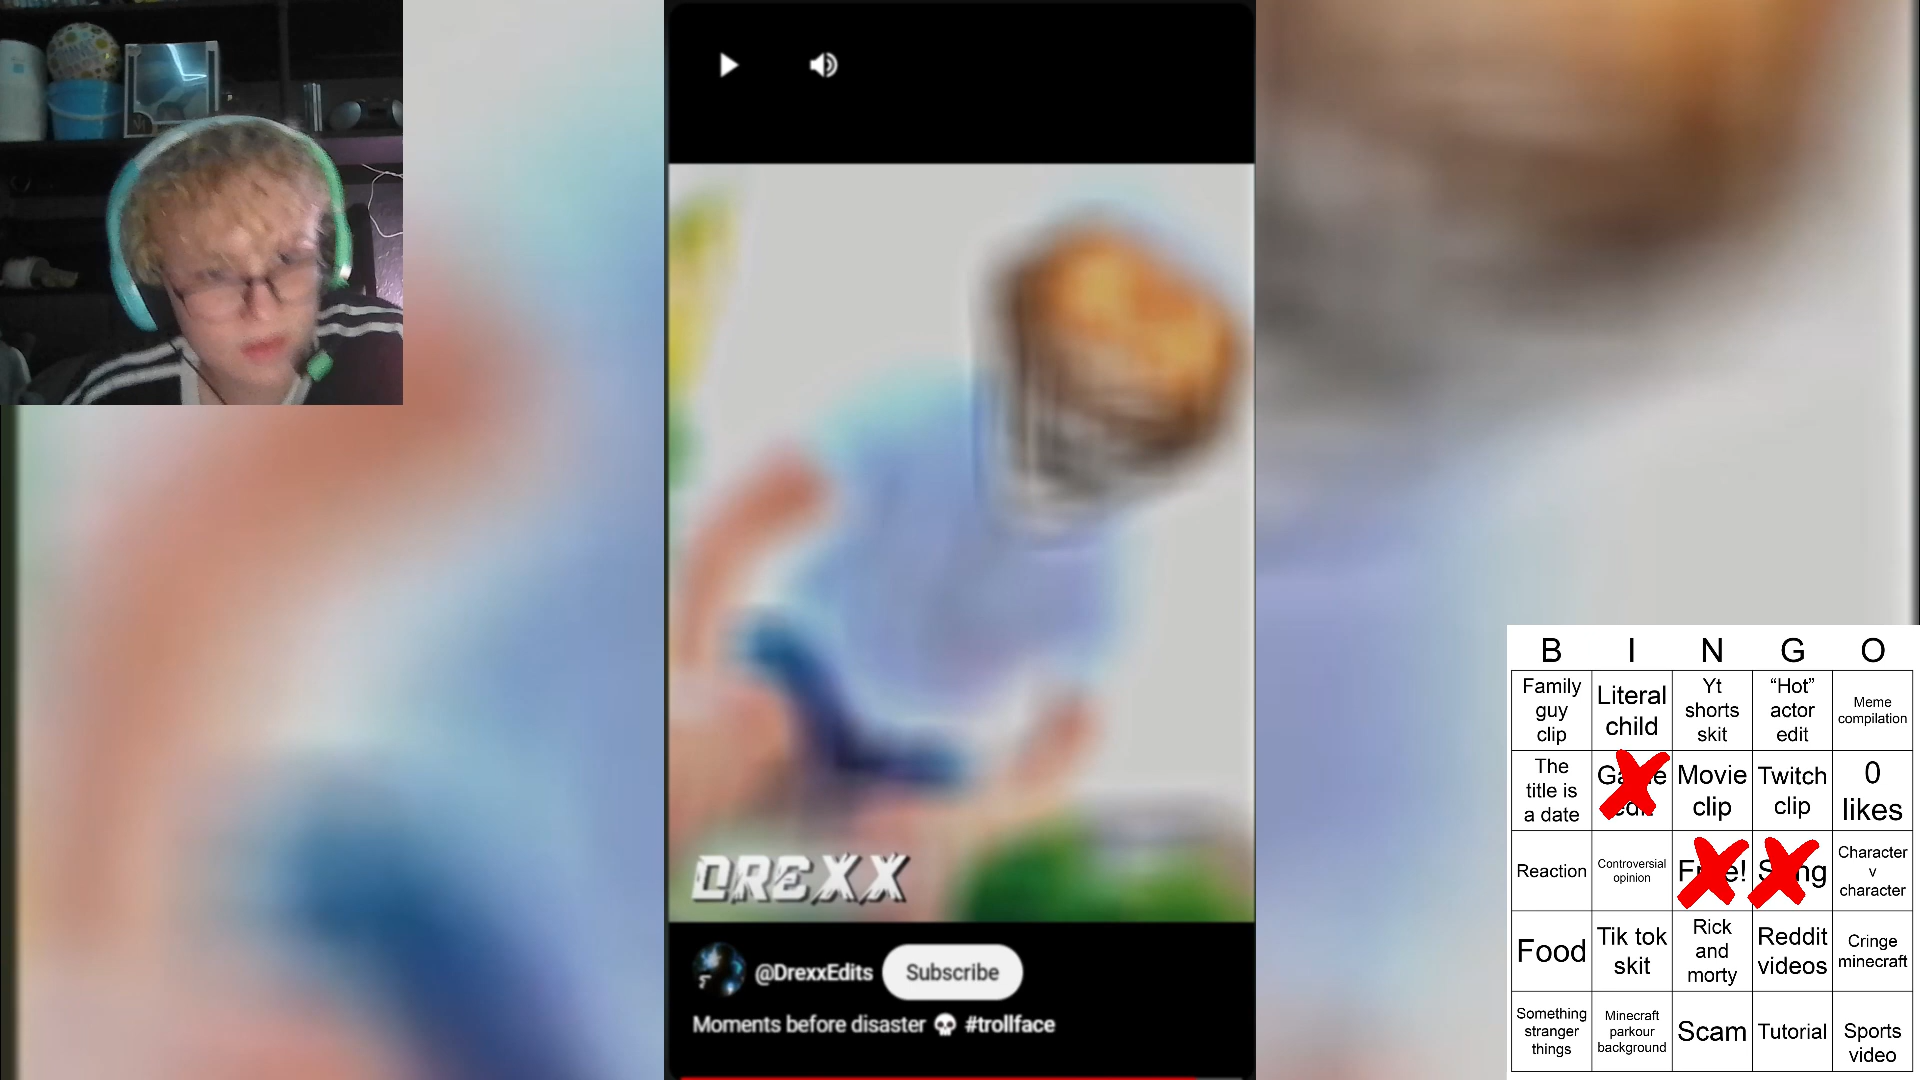 DREXX
@DrexxEdits Subscribe
Moments before disaster 💀 #trollface
B I N G O
Family guy clip
Literal child
Yt shorts skit
“Hot” actor edit
Meme compilation
The title is a date
Movie clip
Twitch clip
0 likes
Reaction
Controversial opinion
Character v character
Food
Tik tok skit
Rick and morty
Reddit videos
Cringe minecraft
Something stranger things
Minecraft parkour background
Scam
Tutorial
Sports video